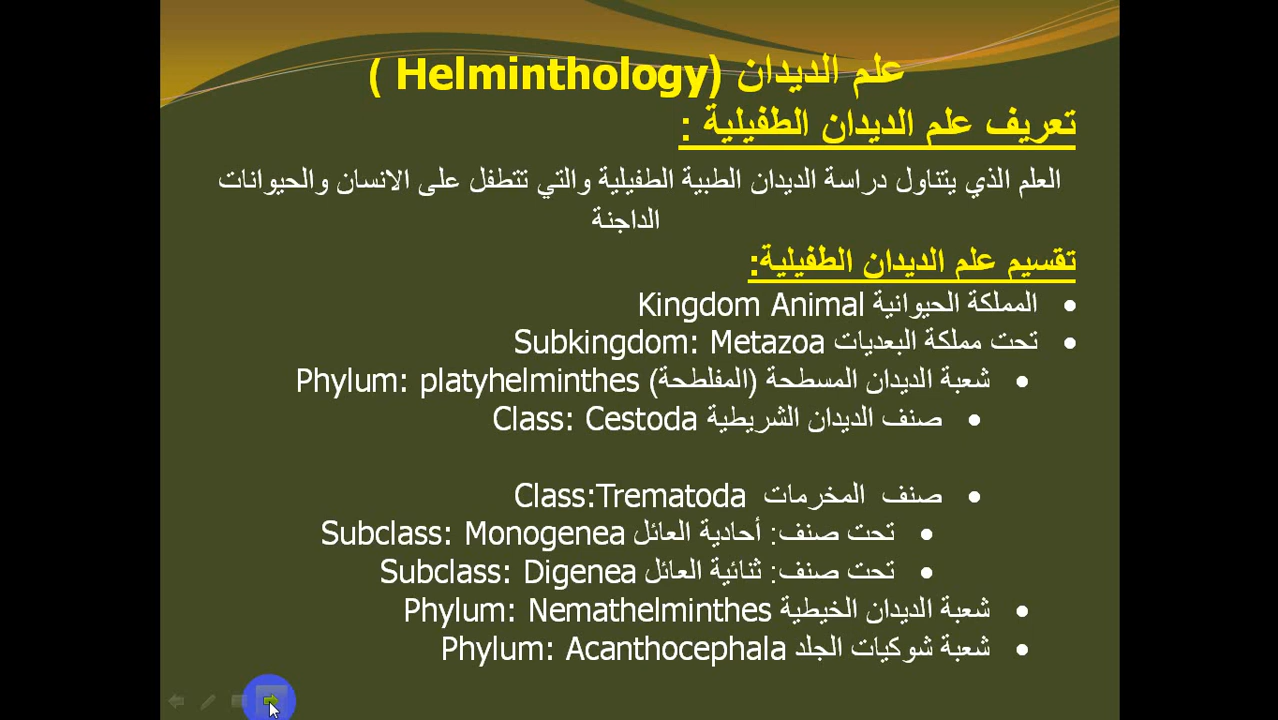 علم الديدان (Helminthology )
تعريف علم الديدان الطفيلية :
العلم الذي يتناول دراسة الديدان الطبية الطفيلية والتي تتطفل على الانسان والحيوانات
الداجنة
تقسيم علم الديدان الطفيلية:
• المملكة الحيوانية Kingdom Animal
• تحت مملكة البعديات Subkingdom: Metazoa
• شعبة الديدان المسطحة (المفلطحة) Phylum: platyhelminthes
• صنف الديدان الشريطية Class: Cestoda
• صنف المخرمات Class:Trematoda
• تحت صنف: أحادية العائل Subclass: Monogenea
• تحت صنف: ثنائية العائل Subclass: Digenea
• شعبة الديدان الخيطية Phylum: Nemathelminthes
• شعبة شوكيات الجلد Phylum: Acanthocephala